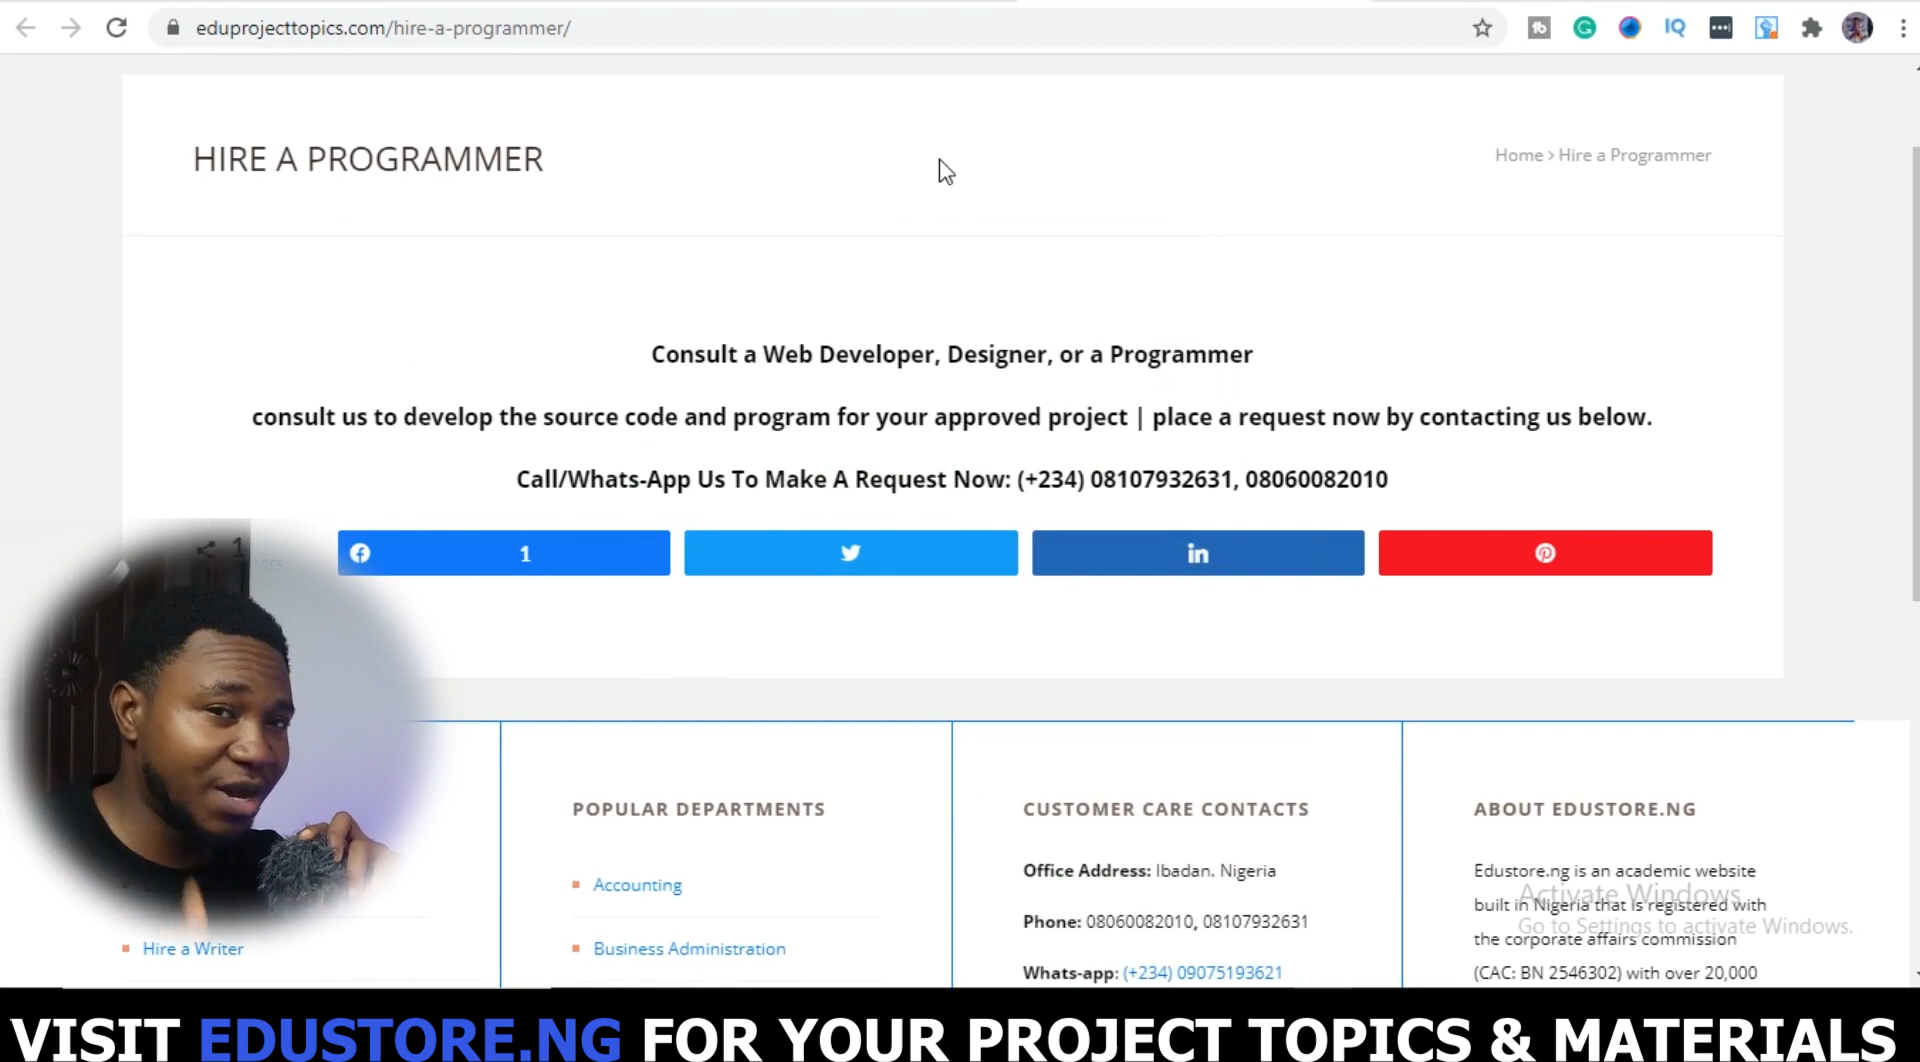 eduprojecttopics.com/hire-a-programmer/
HIRE A PROGRAMMER
Home › Hire a Programmer
Consult a Web Developer, Designer, or a Programmer
consult us to develop the source code and program for your approved project | place a request now by contacting us below.
Call/Whats-App Us To Make A Request Now: (+234) 08107932631, 08060082010
1
1
Hire a Writer
POPULAR DEPARTMENTS
Accounting
Business Administration
CUSTOMER CARE CONTACTS
Office Address: Ibadan. Nigeria
Phone: 08060082010, 08107932631
Whats-app: (+234) 09075193621
ABOUT EDUSTORE.NG
Edustore.ng is an academic website
built in Nigeria that is registered with
the corporate affairs commission
(CAC: BN 2546302) with over 20,000
Activate Windows
Go to Settings to activate Windows.
VISIT EDUSTORE.NG FOR YOUR PROJECT TOPICS & MATERIALS